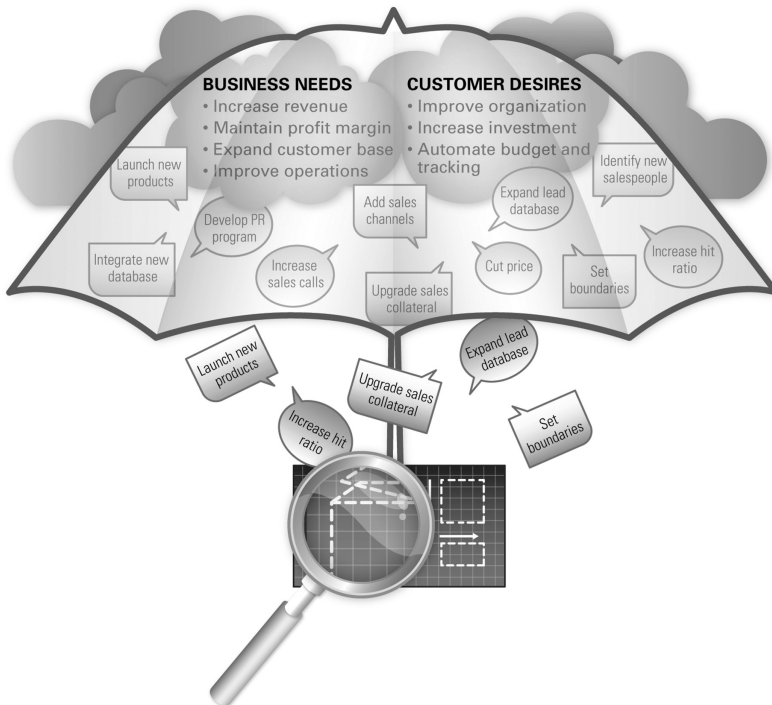 BUSINESS NEEDS
• Increase revenue
• Maintain profit margin
• Expand customer base
• Improve operations
CUSTOMER DESIRES
• Improve organization
• Increase investment
• Automate budget and
tracking
Launch new
products
Identify new
salespeople
Develop PR
program
Add sales
channels
Expand lead
database
Integrate new
database
Increase
sales calls
Upgrade sales
collateral
Cut price
Set
boundaries
Increase hit
ratio
Launch new
products
Expand lead
database
Upgrade sales
collateral
Increase hit
ratio
Set
boundaries